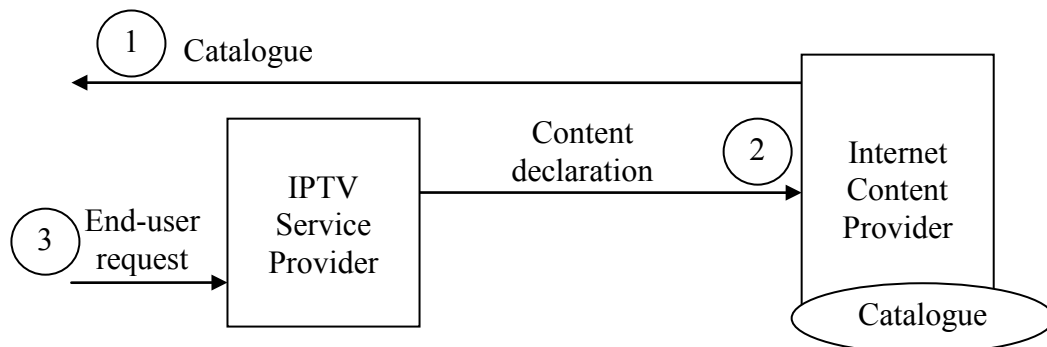 1
Catalogue
Content
declaration
2
Internet
Content
Provider
IPTV
Service
Provider
3
End-user
request
Catalogue